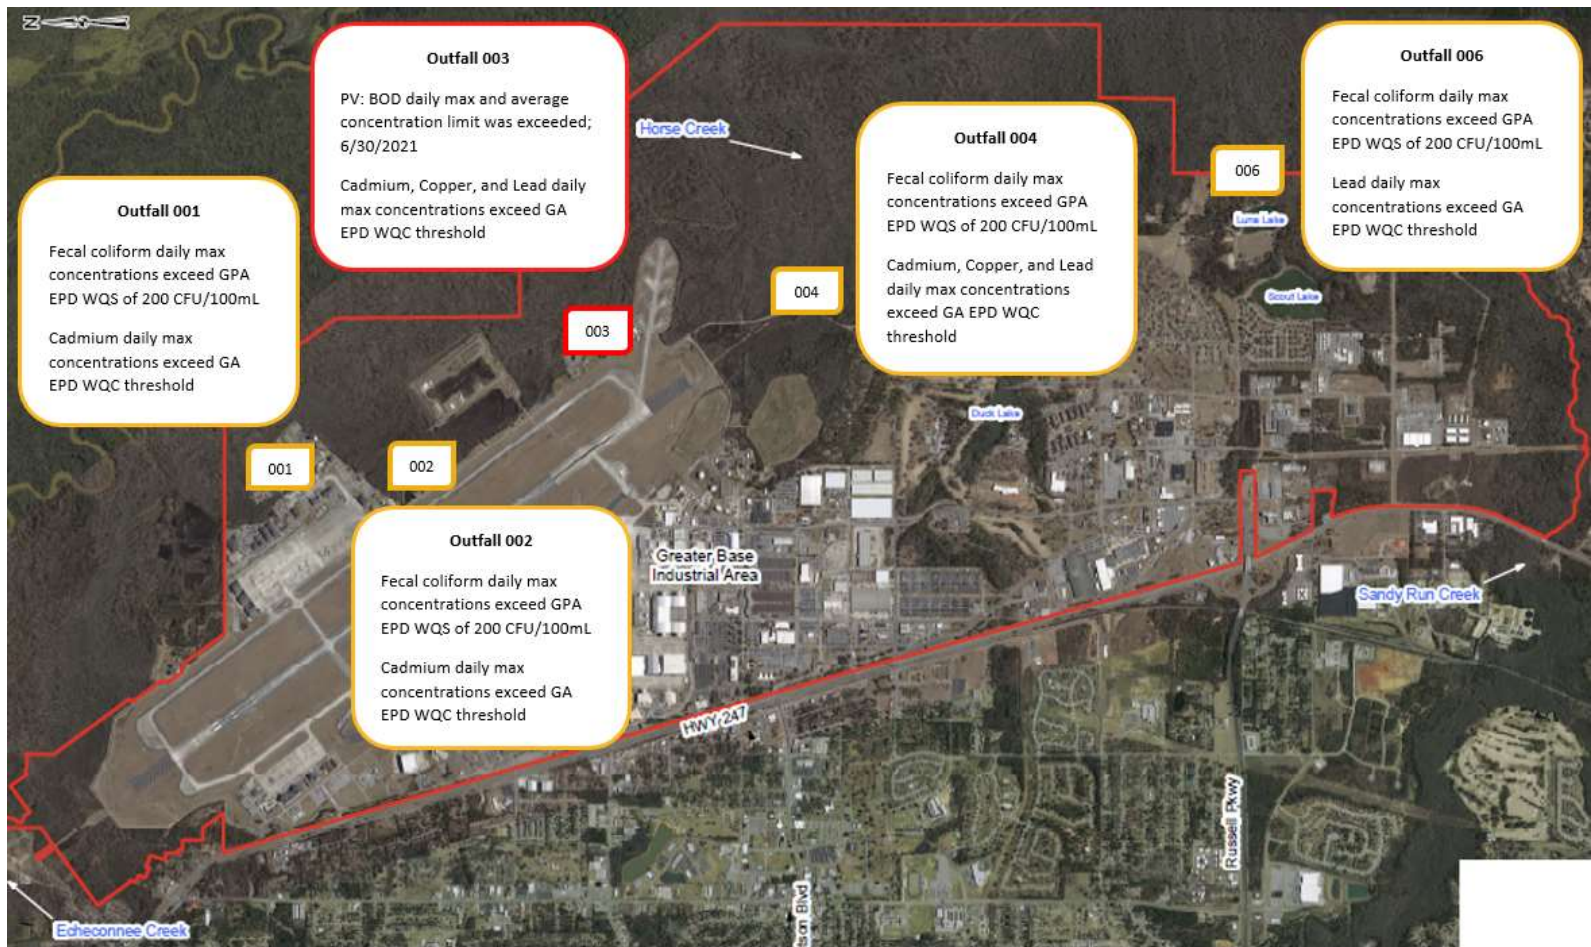 N
Outfall 003
PV: BOD daily max and average
concentration limit was exceeded;
6/30/2021
Cadmium, Copper, and Lead daily
max concentrations exceed GA
EPD WQC threshold
Horse Creek
Outfall 006
Fecal coliform daily max
concentrations exceed GPA
EPD WQS of 200 CFU/100mL
Lead daily max
concentrations exceed GA
EPD WQC threshold
Outfall 004
Fecal coliform daily max
concentrations exceed GPA
EPD WQS of 200 CFU/100mL
Cadmium, Copper, and Lead
daily max concentrations
exceed GA EPD WQC
threshold
Outfall 001
Fecal coliform daily max
concentrations exceed GPA
EPD WQS of 200 CFU/100mL
Cadmium daily max
concentrations exceed GA
EPD WQC threshold
006
Luna Lake
Scout Lake
004
003
Duck Lake
001
002
Outfall 002
Fecal coliform daily max
concentrations exceed GPA
EPD WQS of 200 CFU/100mL
Cadmium daily max
concentrations exceed GA
EPD WQC threshold
Greater Base
Industrial Area
Sandy Run Creek
HWY 247
Russell Pkwy
tson Blvd
Echeconnee Creek